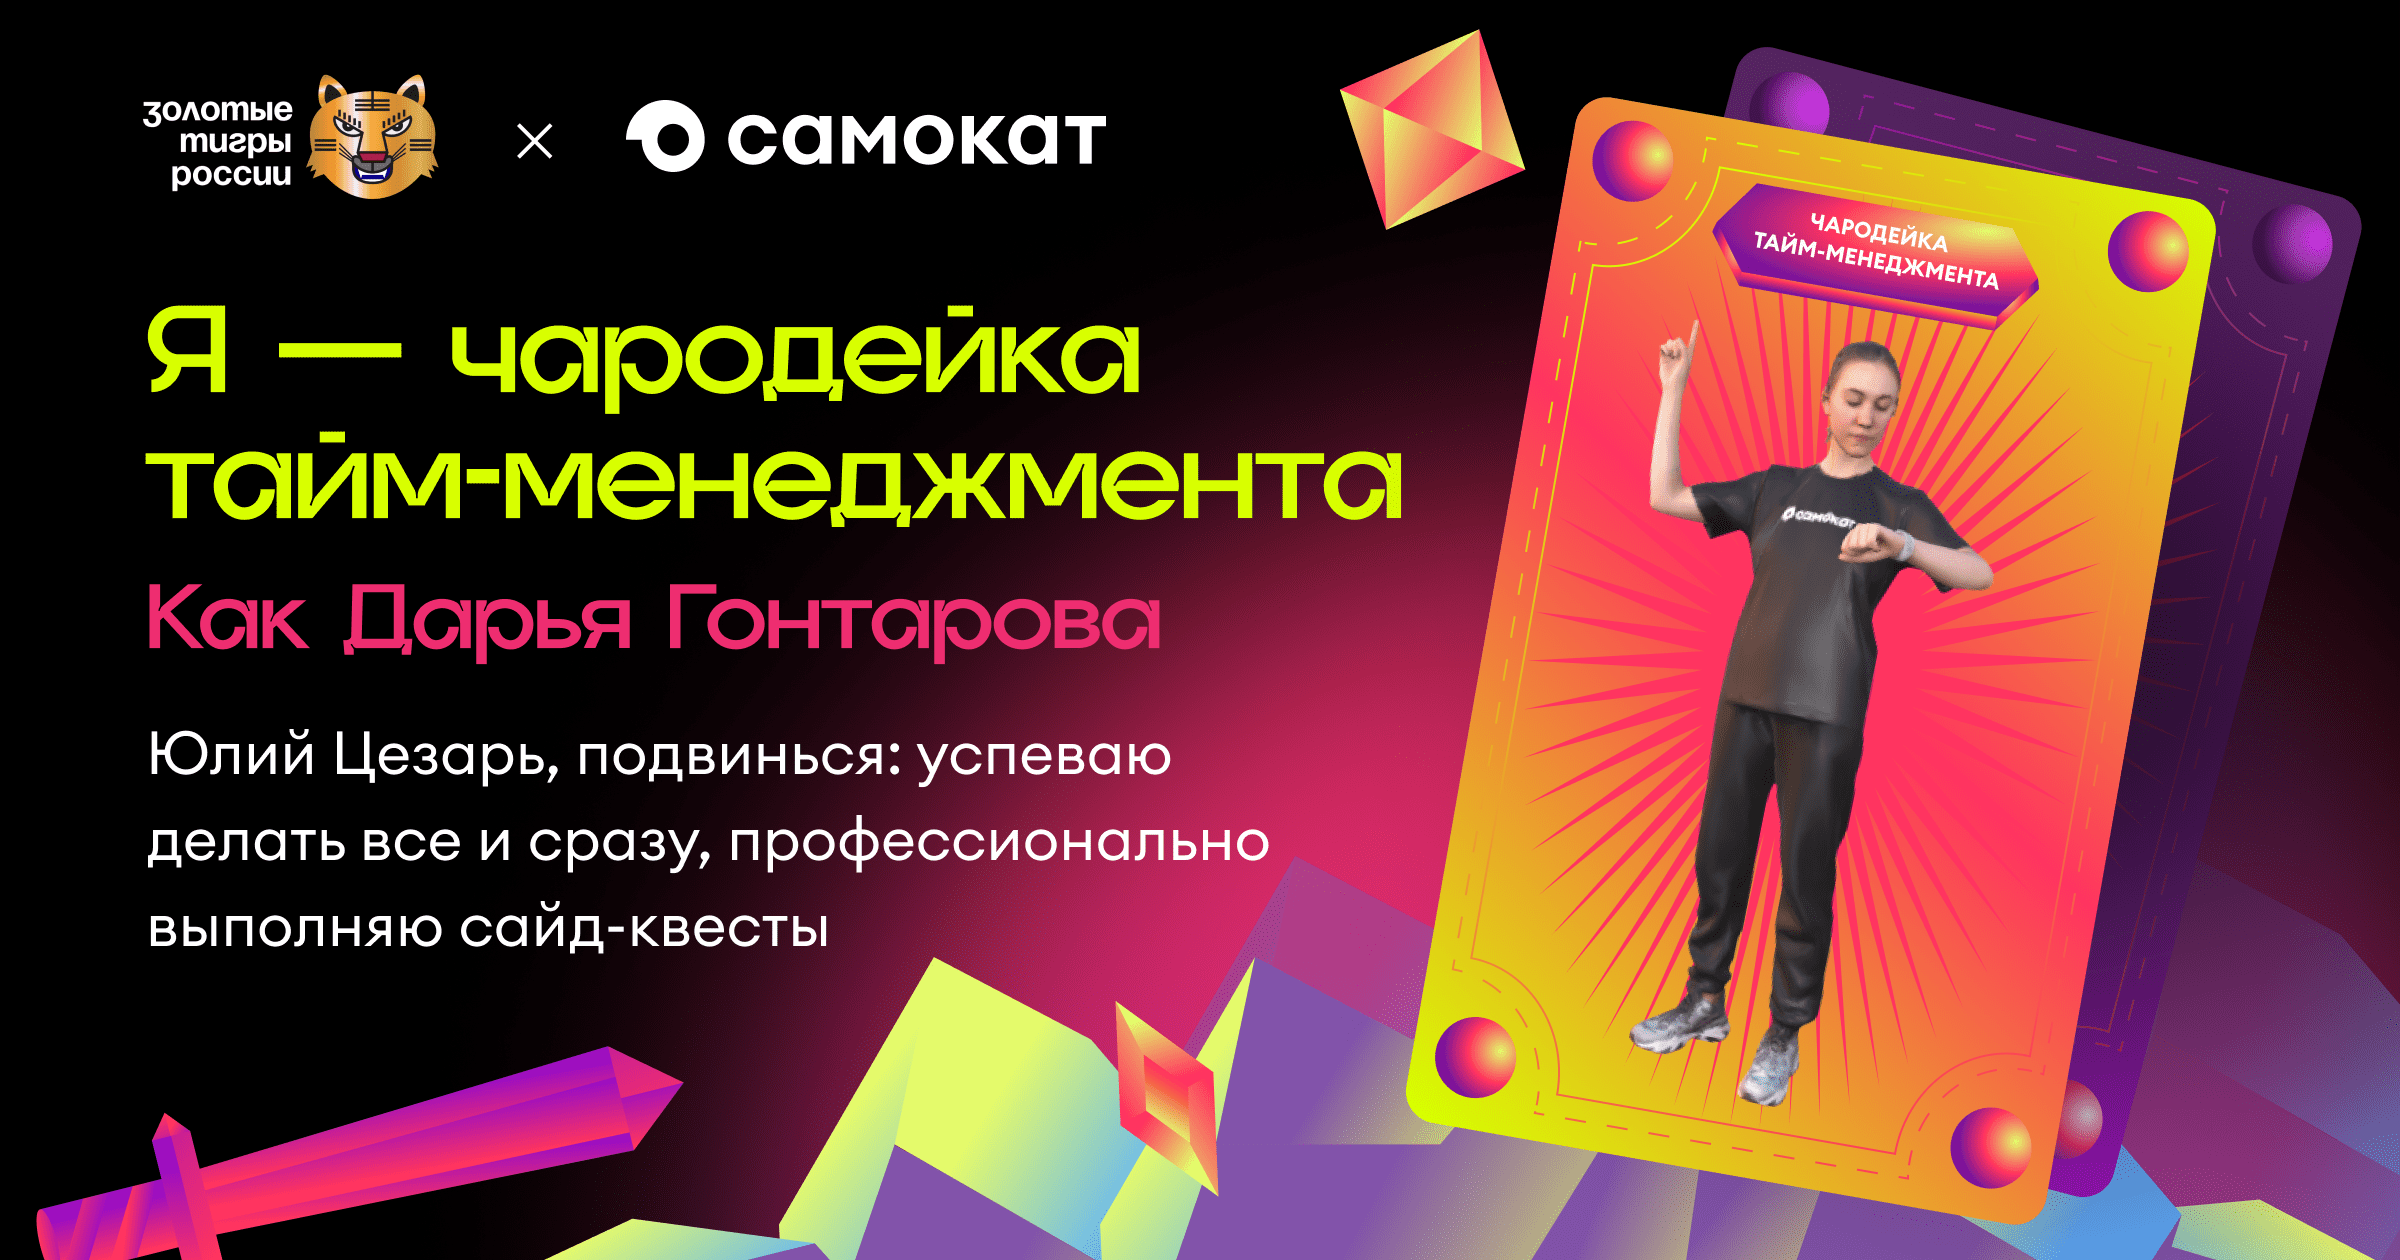 золотые
тигры
россии
самокат
Я — чародейка
тайм-менеджмента
Как Дарья Гонтарова
Юлий Цезарь, подвинься: успеваю
делать все и сразу, профессионально
выполняю сайд-квесты
ЧАРОДЕЙКА
ТАЙМ-МЕНЕДЖМЕНТА
самокат